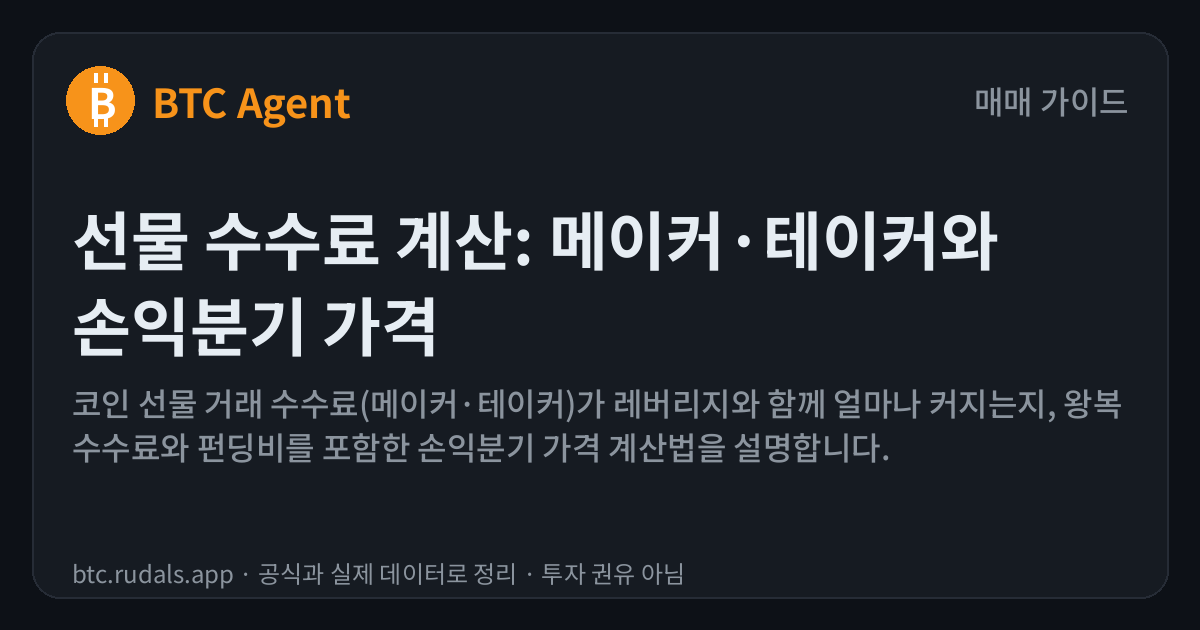 BTC Agent
매매 가이드
선물 수수료 계산: 메이커·테이커와
손익분기 가격
코인 선물 거래 수수료(메이커·테이커)가 레버리지와 함께 얼마나 커지는지, 왕복
수수료와 펀딩비를 포함한 손익분기 가격 계산법을 설명합니다.
btc.rudals.app · 공식과 실제 데이터로 정리 · 투자 권유 아님